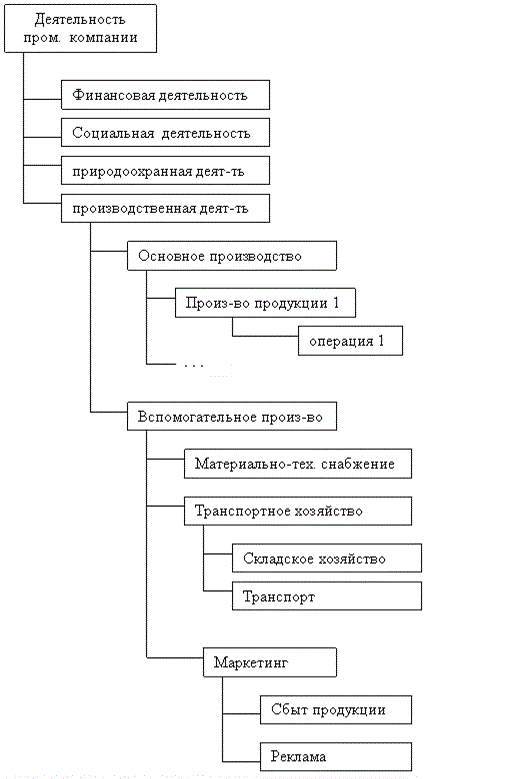 Деятельность
пром. компании
Финансовая деятельность
Социальная деятельность
природоохранная деят-ть
производственная деят-ть
Основное производство
Произ-во продукции 1
операция 1
...
Вспомогательное произ-во
Материально-тех. снабжение
Транспортное хозяйство
Складское хозяйство
Транспорт
Маркетинг
Сбыт продукции
Реклама